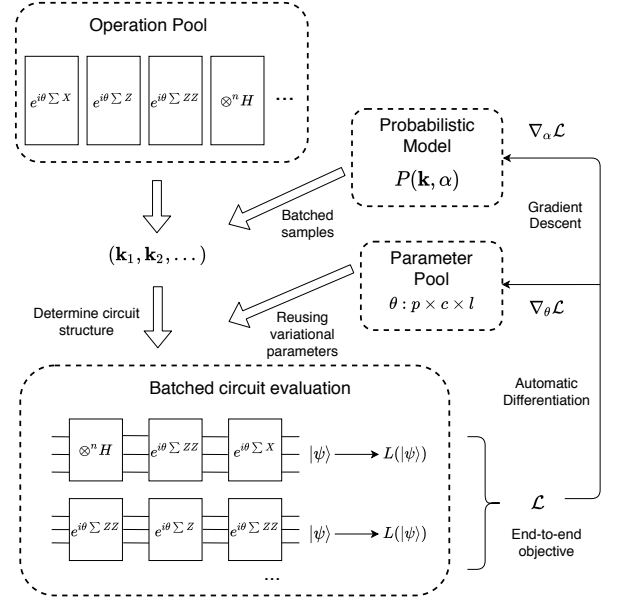 Operation Pool
e^{iθ∑X} e^{iθ∑Z} e^{iθ∑ZZ} ⊗^n H ...
Probabilistic
Model
P(k, α)
∇_α ℒ
Gradient
Descent
Batched
samples
(k₁, k₂, . . . )
Parameter
Pool
θ : p × c × l
∇_θ ℒ
Determine circuit
structure
Reusing
variational
parameters
Automatic
Differentiation
Batched circuit evaluation
⊗^n H e^{iθ∑ZZ} e^{iθ∑X} |ψ⟩ → L(|ψ⟩)
e^{iθ∑ZZ} e^{iθ∑Z} e^{iθ∑ZZ} |ψ⟩ → L(|ψ⟩)
...
ℒ
End-to-end
objective